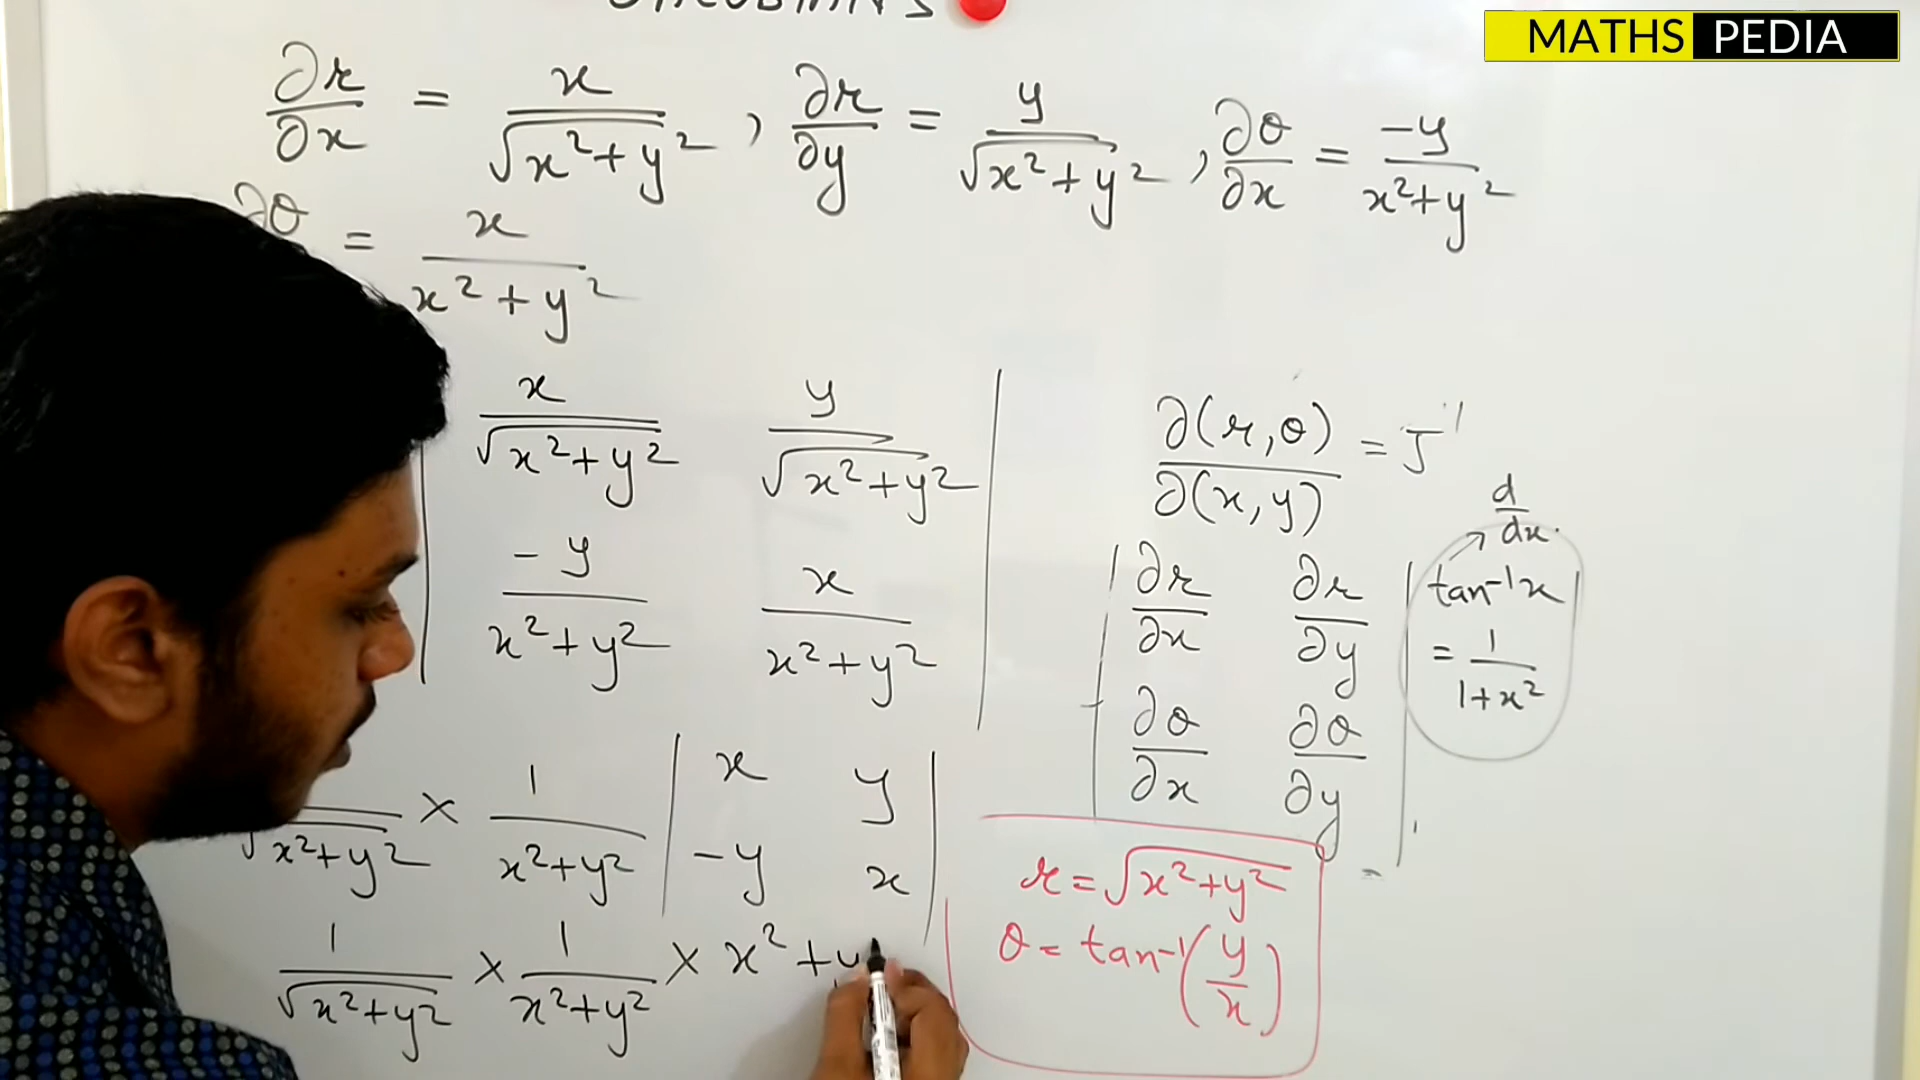 MATHS PEDIA
∂r/∂x = x/√x²+y² , ∂r/∂y = y/√x²+y² , ∂θ/∂x = -y/x²+y²
∂θ = x/x²+y²
| x/√x²+y² y/√x²+y² |
| -y/x²+y² x/x²+y² |
∂(r,θ)/∂(x,y) = J'
| ∂r/∂x ∂r/∂y |
| ∂θ/∂x ∂θ/∂y |
=
d/dx
tan⁻¹x
= 1/1+x²
√x²+y² × 1/x²+y² | x y |
| -y x |
1/√x²+y² × 1/x²+y² × x²+y
r = √x²+y²
θ = tan⁻¹(y/x)